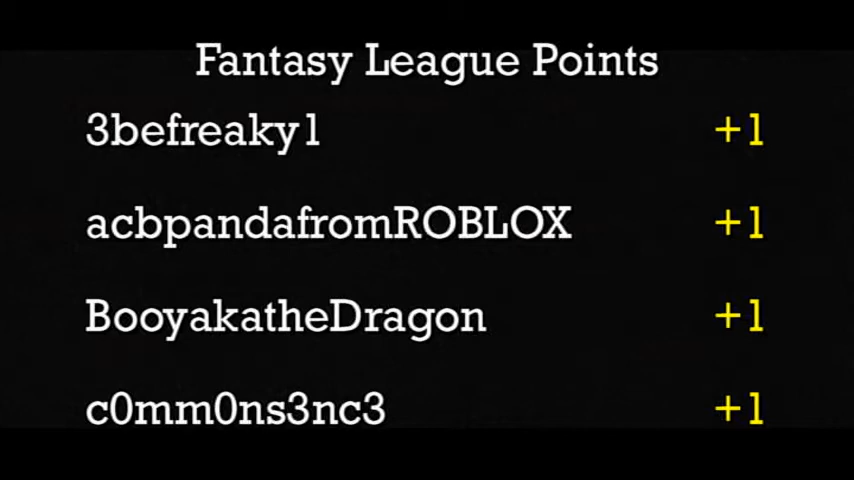 Fantasy League Points
3befreaky1 +1
acbpandafromROBLOX +1
BooyakatheDragon +1
c0mm0ns3nc3 +1